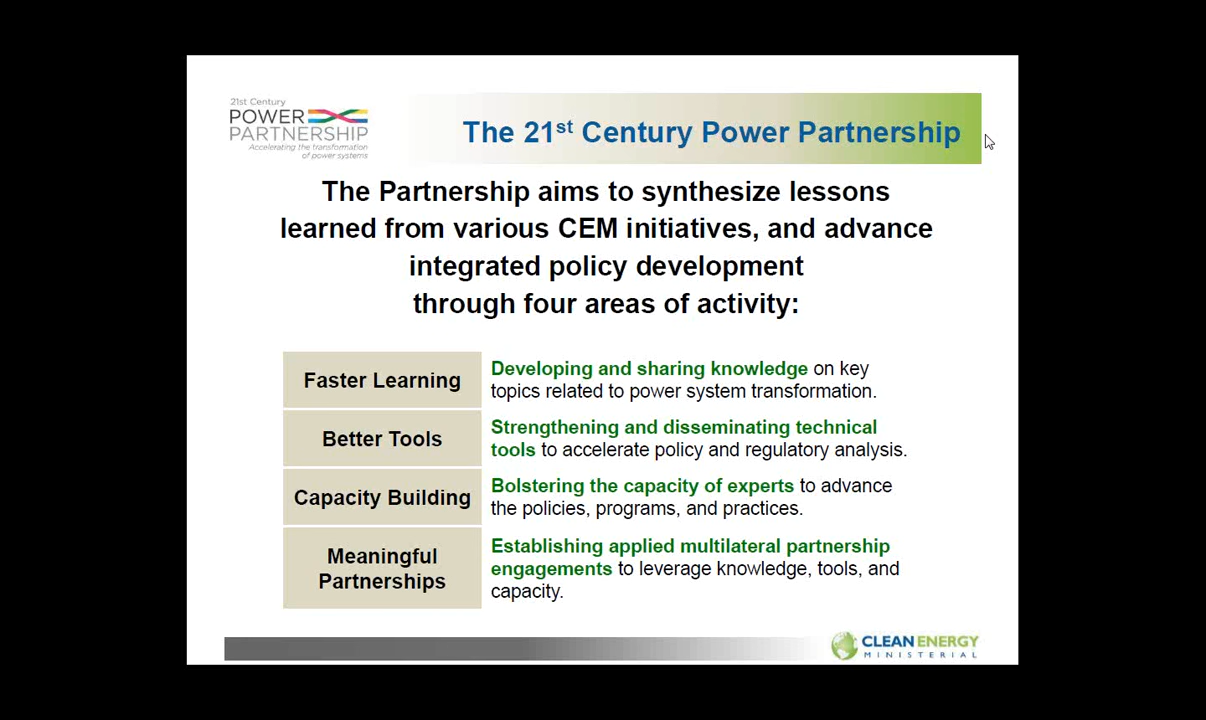 21st Century
POWER
PARTNERSHIP
Accelerating the transformation
of power systems
The 21st Century Power Partnership
The Partnership aims to synthesize lessons
learned from various CEM initiatives, and advance
integrated policy development
through four areas of activity:
Faster Learning
Developing and sharing knowledge on key
topics related to power system transformation.
Better Tools
Strengthening and disseminating technical
tools to accelerate policy and regulatory analysis.
Capacity Building
Bolstering the capacity of experts to advance
the policies, programs, and practices.
Meaningful
Partnerships
Establishing applied multilateral partnership
engagements to leverage knowledge, tools, and
capacity.
CLEAN ENERGY
MINISTERIAL